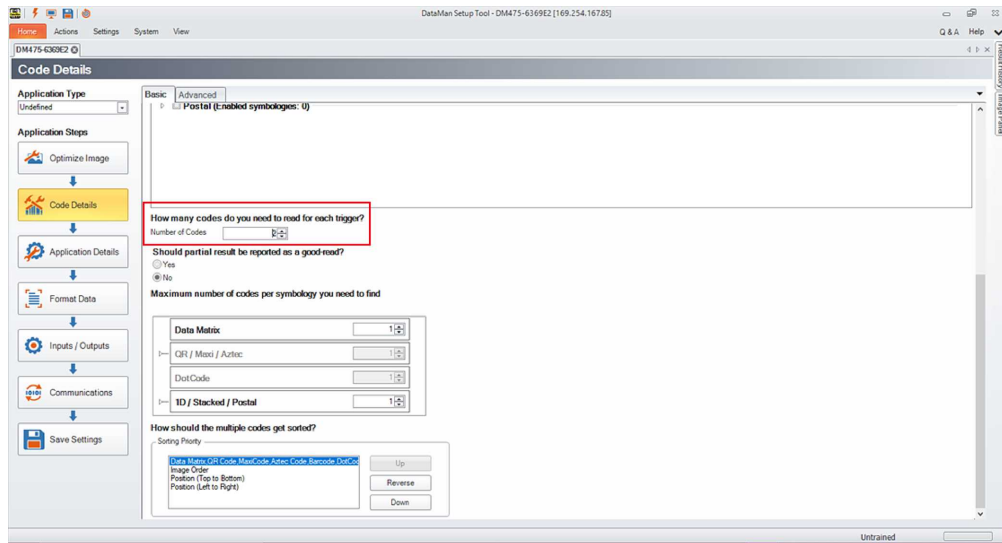 DataMan Setup Tool - DM475-6369E2 [169.254.167.85]
Home Actions Settings System View
Q & A Help
DM475-6369E2
Code Details
Application Type
Undefined
Application Steps
Optimize Image
Code Details
Application Details
Format Data
Inputs / Outputs
Communications
Save Settings
Basic Advanced
Postal (Enabled symbologies: 0)
How many codes do you need to read for each trigger?
Number of Codes 2
Should partial result be reported as a good-read?
Yes
No
Maximum number of codes per symbology you need to find
Data Matrix 1
QR / Maxi / Aztec 1
DotCode 1
1D / Stacked / Postal 1
How should the multiple codes get sorted?
Sorting Priority
Data Matrix,QR Code,MaxiCode,Aztec Code,Barcode,DotCod
Image Order
Position (Top to Bottom)
Position (Left to Right)
Up
Reverse
Down
Untrained